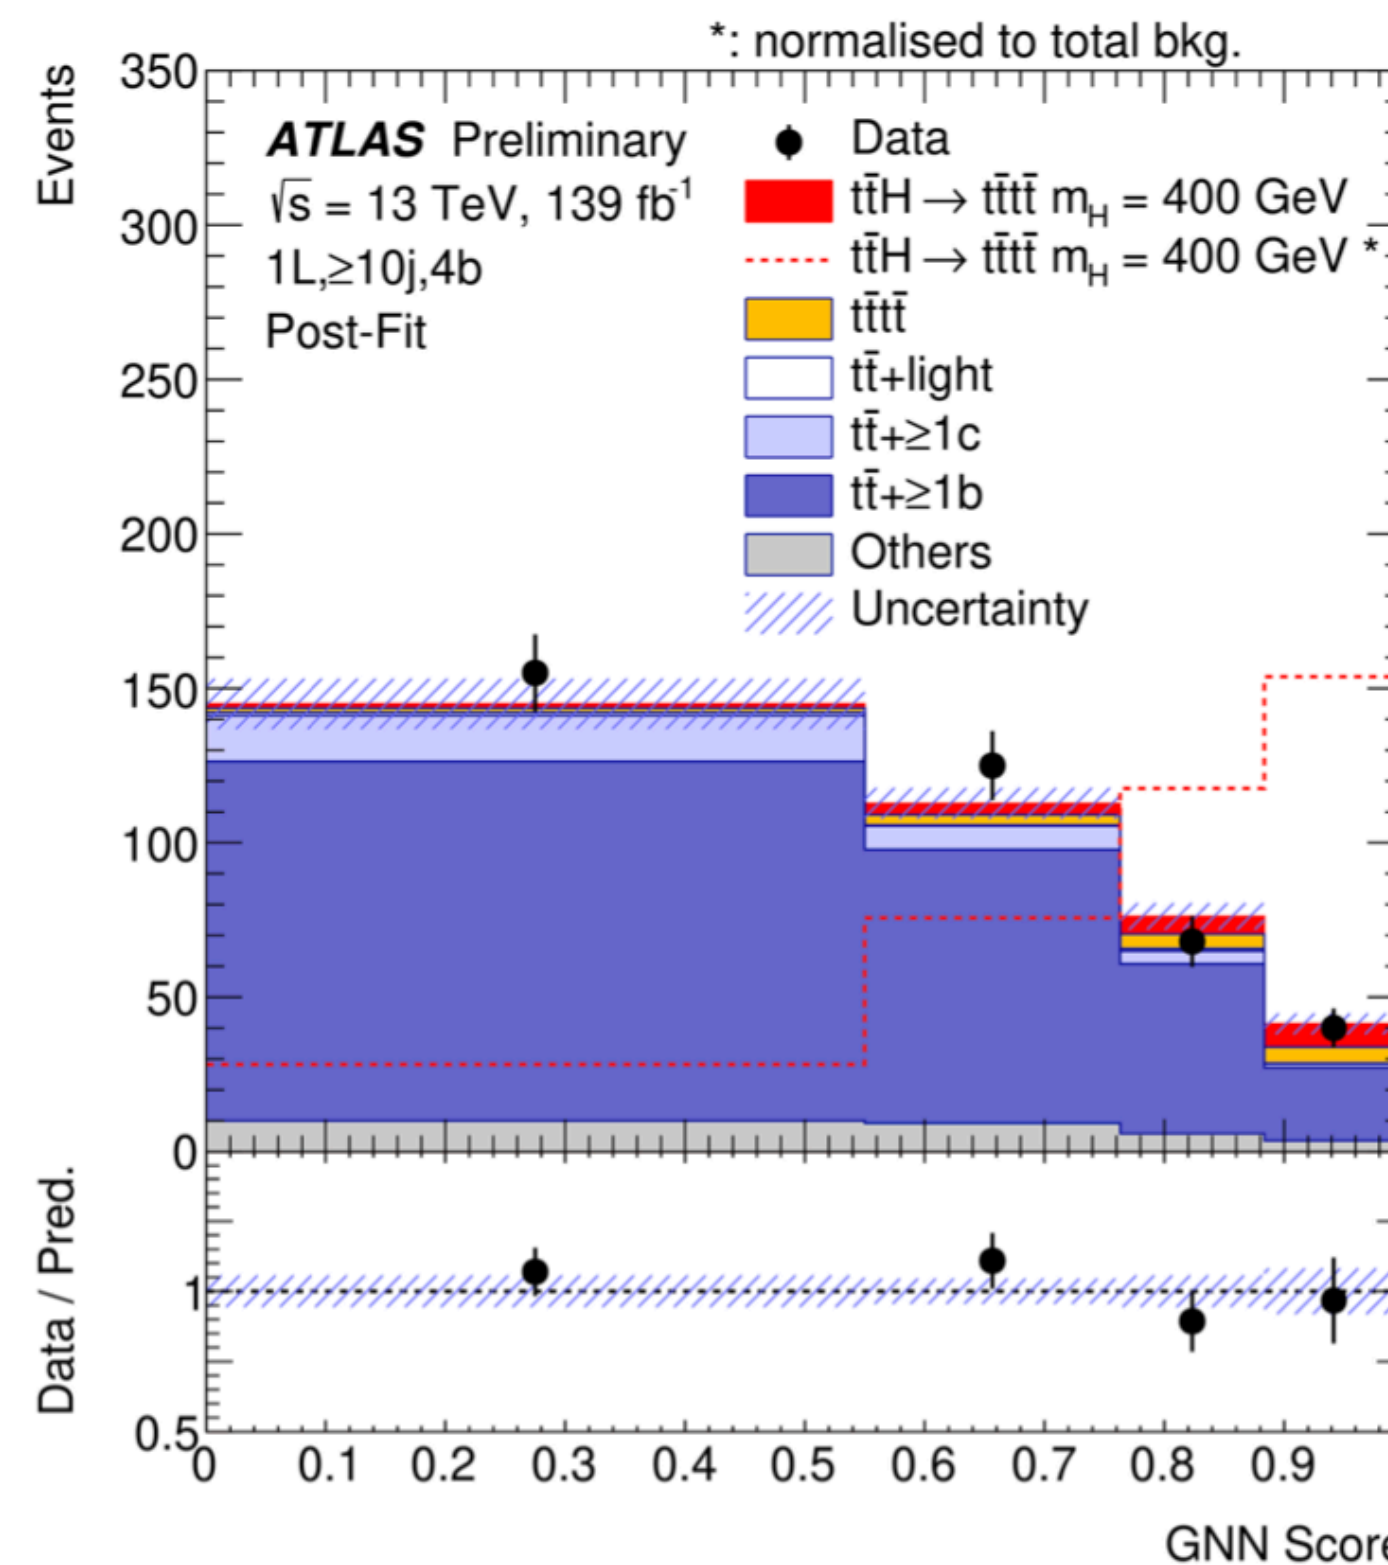 *: normalised to total bkg.
Events
350
300
250
200
150
100
50
0
ATLAS Preliminary
√s = 13 TeV, 139 fb⁻¹
1L,≥10j,4b
Post-Fit
Data
tt̄H → tt̄tt̄ m_H = 400 GeV
tt̄H → tt̄tt̄ m_H = 400 GeV *
tt̄tt̄
tt̄+light
tt̄+≥1c
tt̄+≥1b
Others
Uncertainty
Data / Pred.
1
0.5
0 0.1 0.2 0.3 0.4 0.5 0.6 0.7 0.8 0.9
GNN Score